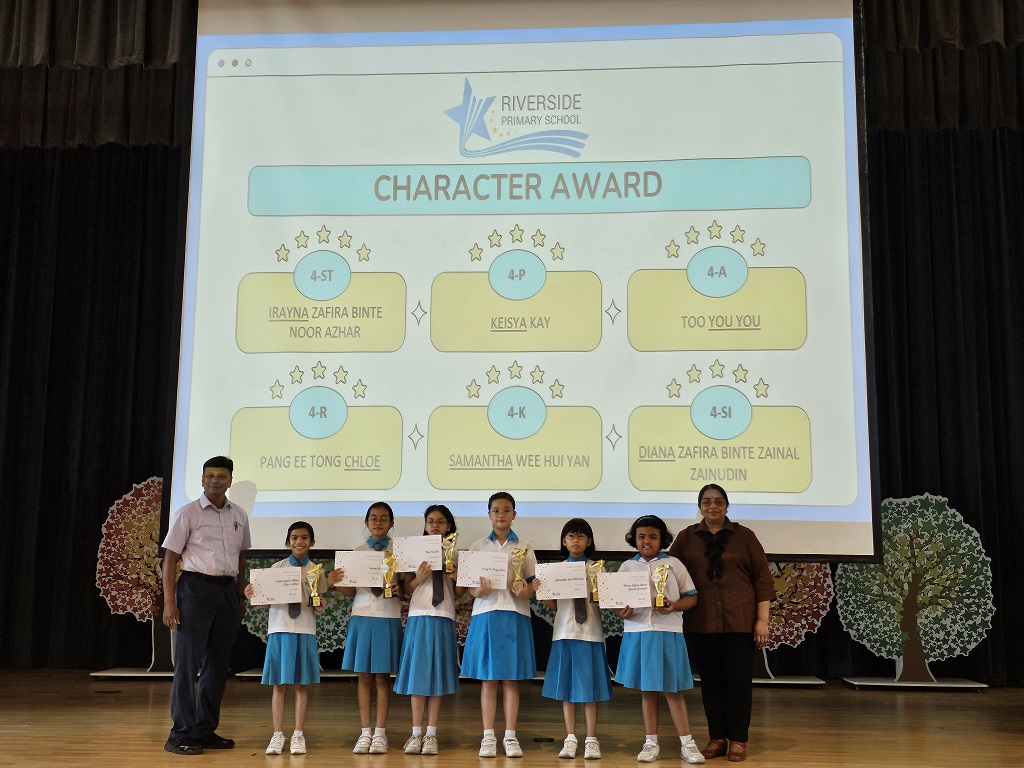 RIVERSIDE
PRIMARY SCHOOL
CHARACTER AWARD
4-ST
IRAYNA ZAFIRA BINTE
NOOR AZHAR
4-P
KEISYA KAY
4-A
TOO YOU YOU
4-R
PANG EE TONG CHLOE
4-K
SAMANTHA WEE HUI YAN
4-SI
DIANA ZAFIRA BINTE ZAINAL
ZAINUDIN